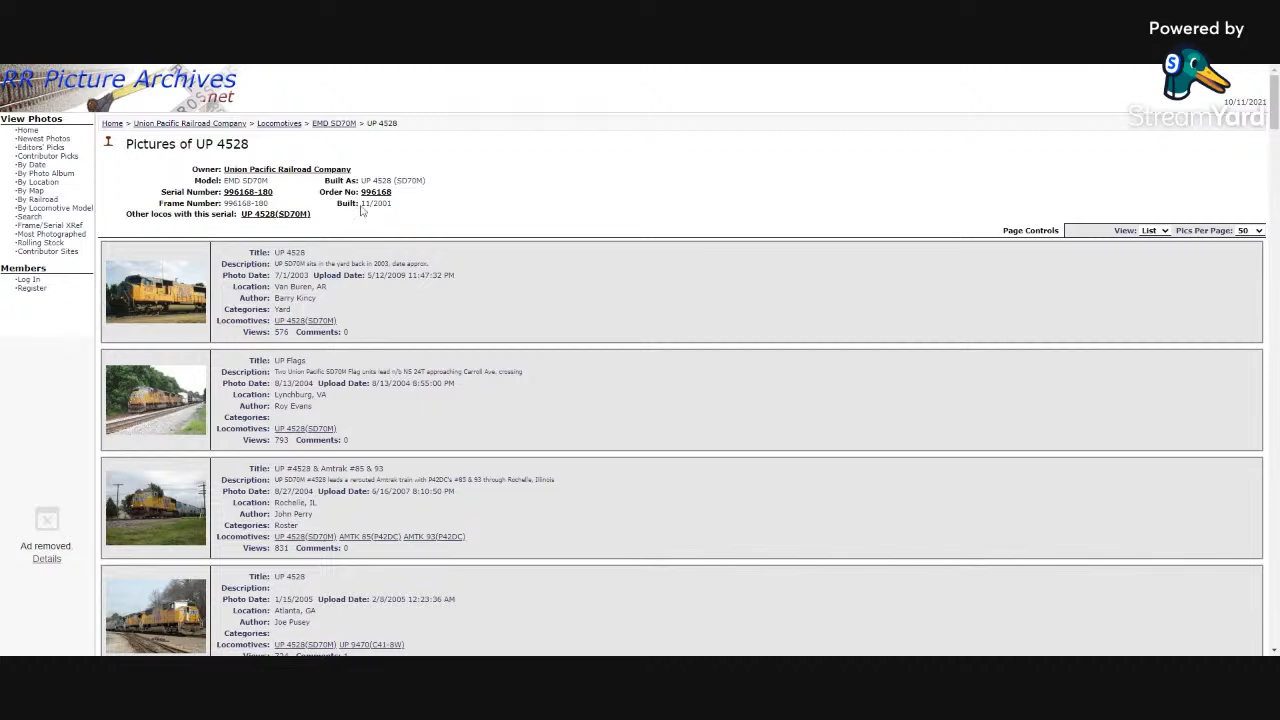 Powered by
StreamYard
RR Picture Archives
.net
10/11/2021
View Photos
Home
Newest Photos
Editors' Picks
Contributor Picks
By Date
By Photo Album
By Location
By Map
By Railroad
By Locomotive Model
Search
Frame/Serial XRef
Most Photographed
Rolling Stock
Contributor Sites
Members
Log In
Register
Ad removed.
Details
Home > Union Pacific Railroad Company > Locomotives > EMD SD70M > UP 4528
Pictures of UP 4528
Owner: Union Pacific Railroad Company
Model: EMD SD70M Built As: UP 4528 (SD70M)
Serial Number: 996168-180 Order No: 996168
Frame Number: 996168-180 Built: 11/2001
Other locos with this serial: UP 4528(SD70M)
Page Controls View: List Pics Per Page: 50
Title: UP 4528
Description: UP SD70M sits in the yard back in 2003, date approx.
Photo Date: 7/1/2003 Upload Date: 5/12/2009 11:47:32 PM
Location: Van Buren, AR
Author: Barry Kincy
Categories: Yard
Locomotives: UP 4528(SD70M)
Views: 576 Comments: 0
Title: UP Flags
Description: Two Union Pacific SD70M Flag units lead n/b NS 24T approaching Carroll Ave. crossing
Photo Date: 8/13/2004 Upload Date: 8/13/2004 8:55:00 PM
Location: Lynchburg, VA
Author: Roy Evans
Categories:
Locomotives: UP 4528(SD70M)
Views: 793 Comments: 0
Title: UP #4528 & Amtrak #85 & 93
Description: UP SD70M #4528 leads a rerouted Amtrak train with P42DC's #85 & 93 through Rochelle, Illinois
Photo Date: 8/27/2004 Upload Date: 6/16/2007 8:10:50 PM
Location: Rochelle, IL
Author: John Perry
Categories: Roster
Locomotives: UP 4528(SD70M) AMTK 85(P42DC) AMTK 93(P42DC)
Views: 831 Comments: 0
Title: UP 4528
Description:
Photo Date: 1/15/2005 Upload Date: 2/8/2005 12:23:36 AM
Location: Atlanta, GA
Author: Joe Pusey
Categories:
Locomotives: UP 4528(SD70M) UP 9470(C41-8W)